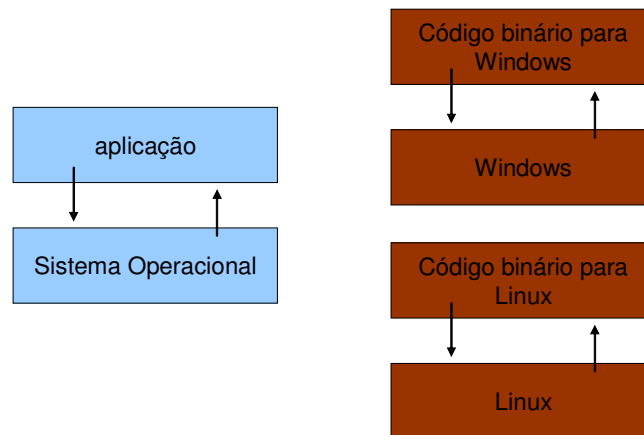 aplicação
Sistema Operacional
Código binário para
Windows
Windows
Código binário para
Linux
Linux